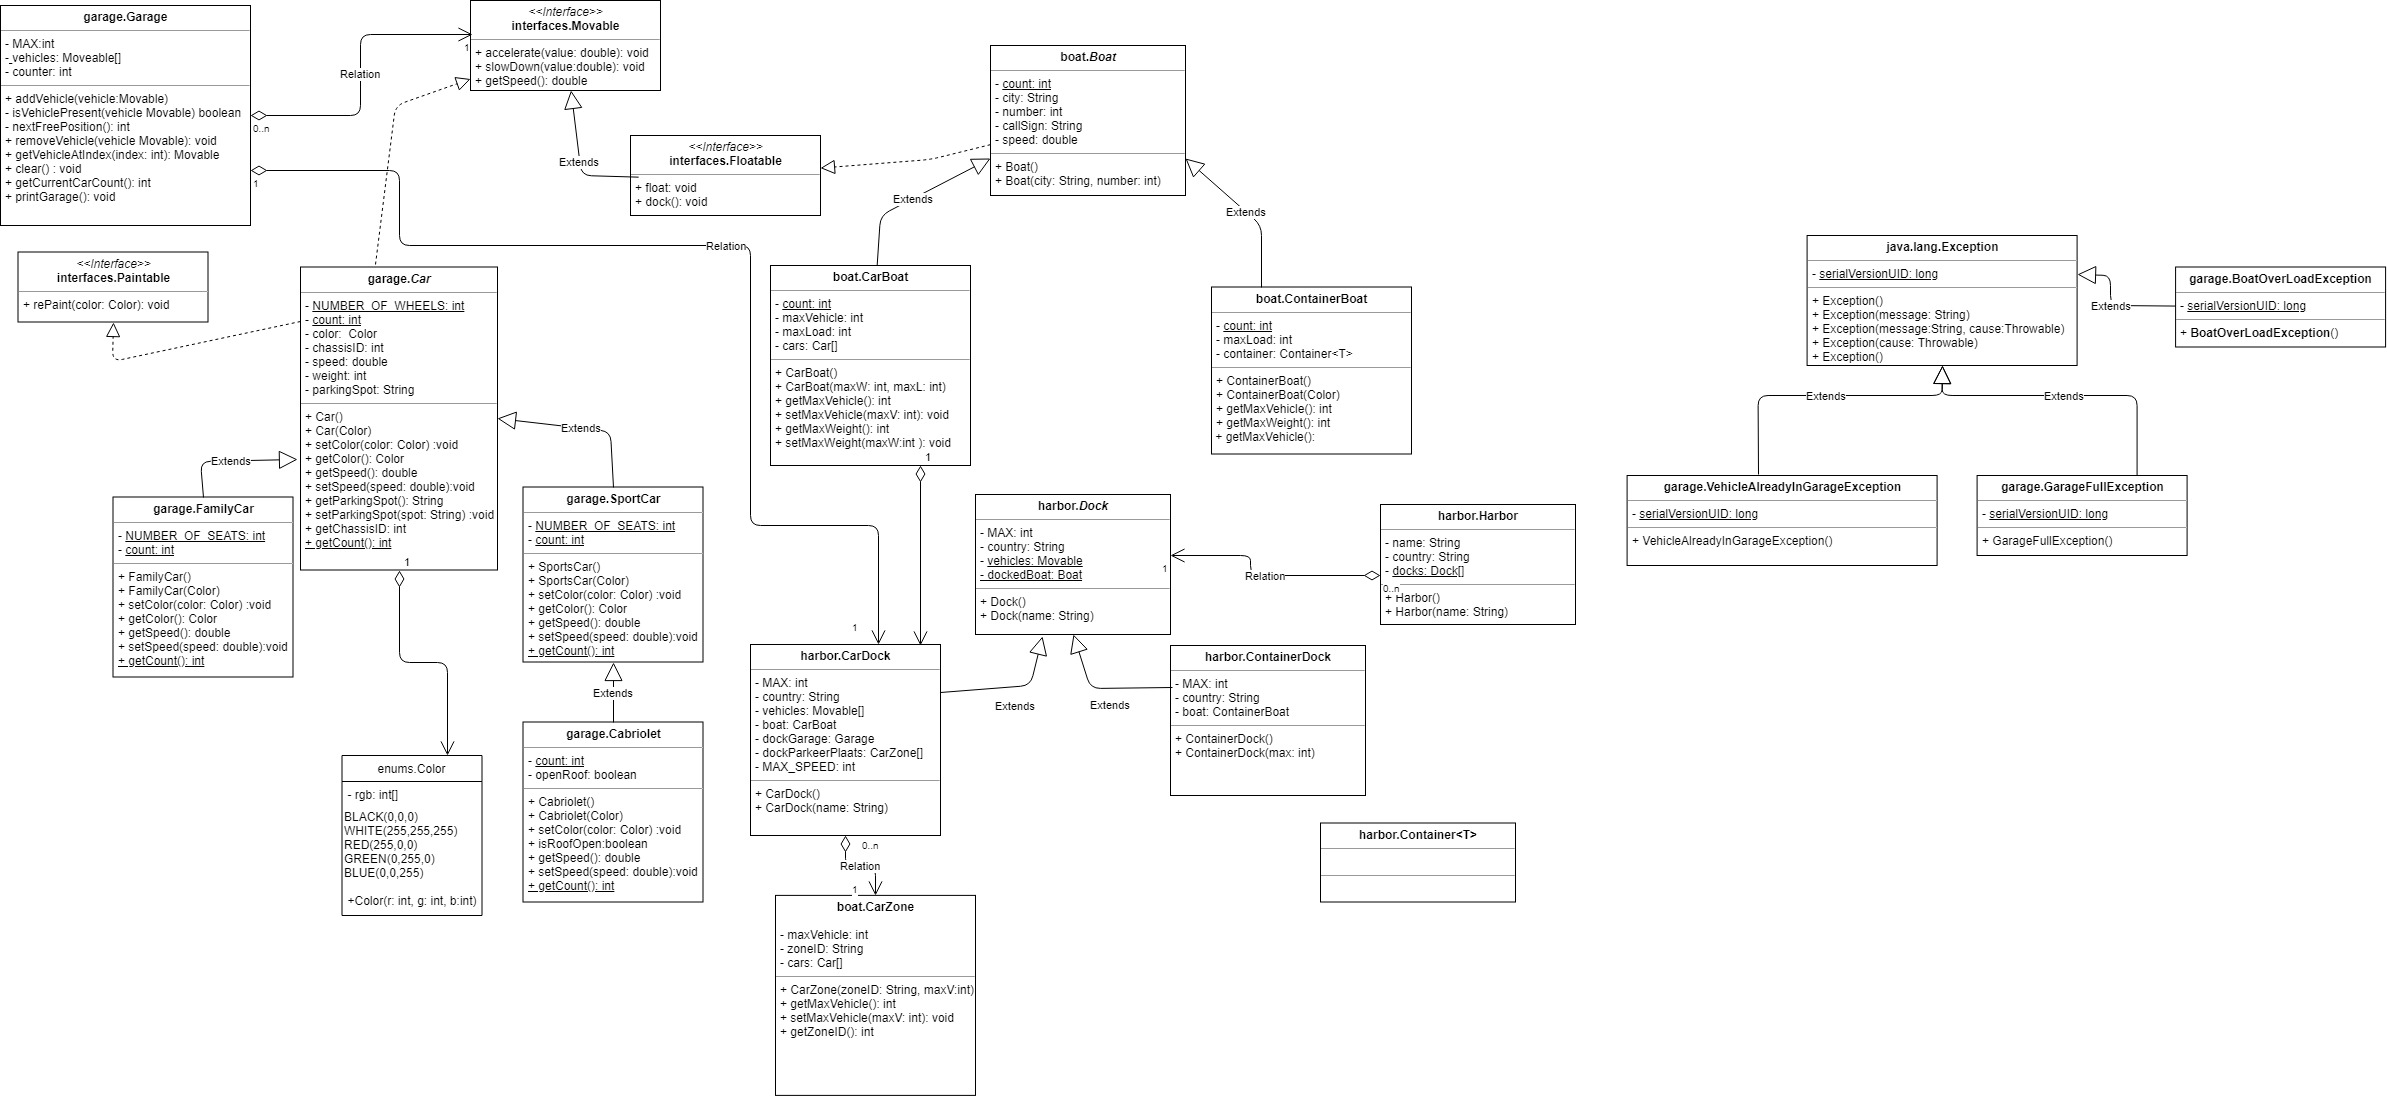 garage.Garage
- MAX:int
- vehicles: Moveable[]
- counter: int
+ addVehicle(vehicle:Movable)
- isVehiclePresent(vehicle Movable) boolean
- nextFreePosition(): int
+ removeVehicle(vehicle Movable): void
+ getVehicleAtIndex(index: int): Movable
+ clear() : void
+ getCurrentCarCount(): int
+ printGarage(): void
0..n
1
Relation
1
<<Interface>>
interfaces.Movable
+ accelerate(value: double): void
+ slowDown(value:double): void
+ getSpeed(): double
Extends
<<Interface>>
interfaces.Floatable
+ float: void
+ dock(): void
boat.Boat
- count: int
- city: String
- number: int
- callSign: String
- speed: double
+ Boat()
+ Boat(city: String, number: int)
Extends
Extends
Relation
<<Interface>>
interfaces.Paintable
+ rePaint(color: Color): void
garage.Car
- NUMBER_OF_WHEELS: int
- count: int
- color:  Color
- chassisID: int
- speed: double
- weight: int
- parkingSpot: String
+ Car()
+ Car(Color)
+ setColor(color: Color) :void
+ getColor(): Color
+ getSpeed(): double
+ setSpeed(speed: double):void
+ getParkingSpot(): String
+ setParkingSpot(spot: String) :void
+ getChassisID: int
+ getCount(): int
1
Extends
Extends
garage.FamilyCar
- NUMBER_OF_SEATS: int
- count: int
+ FamilyCar()
+ FamilyCar(Color)
+ setColor(color: Color) :void
+ getColor(): Color
+ getSpeed(): double
+ setSpeed(speed: double):void
+ getCount(): int
garage.SportCar
- NUMBER_OF_SEATS: int
- count: int
+ SportsCar()
+ SportsCar(Color)
+ setColor(color: Color) :void
+ getColor(): Color
+ getSpeed(): double
+ setSpeed(speed: double):void
+ getCount(): int
Extends
garage.Cabriolet
- count: int
- openRoof: boolean
+ Cabriolet()
+ Cabriolet(Color)
+ setColor(color: Color) :void
+ isRoofOpen:boolean
+ getSpeed(): double
+ setSpeed(speed: double):void
+ getCount(): int
enums.Color
- rgb: int[]
BLACK(0,0,0)
WHITE(255,255,255)
RED(255,0,0)
GREEN(0,255,0)
BLUE(0,0,255)
+Color(r: int, g: int, b:int)
boat.CarBoat
- count: int
- maxVehicle: int
- maxLoad: int
- cars: Car[]
+ CarBoat()
+ CarBoat(maxW: int, maxL: int)
+ getMaxVehicle(): int
+ setMaxVehicle(maxV: int): void
+ getMaxWeight(): int
+ setMaxWeight(maxW:int ): void
1
boat.ContainerBoat
- count: int
- maxLoad: int
- container: Container<T>
+ ContainerBoat()
+ ContainerBoat(Color)
+ getMaxVehicle(): int
+ getMaxWeight(): int
+ getMaxVehicle():
harbor.Dock
- MAX: int
- country: String
- vehicles: Movable
- dockedBoat: Boat
+ Dock()
+ Dock(name: String)
1
Relation
harbor.Harbor
- name: String
- country: String
- docks: Dock[]
0..n
+ Harbor()
+ Harbor(name: String)
1
harbor.CarDock
- MAX: int
- country: String
- vehicles: Movable[]
- boat: CarBoat
- dockGarage: Garage
- dockParkeerPlaats: CarZone[]
- MAX_SPEED: int
+ CarDock()
+ CarDock(name: String)
Extends
Extends
harbor.ContainerDock
- MAX: int
- country: String
- boat: ContainerBoat
+ ContainerDock()
+ ContainerDock(max: int)
0..n
Relation
1
boat.CarZone
- maxVehicle: int
- zoneID: String
- cars: Car[]
+ CarZone(zoneID: String, maxV:int)
+ getMaxVehicle(): int
+ setMaxVehicle(maxV: int): void
+ getZoneID(): int
harbor.Container<T>
java.lang.Exception
- serialVersionUID: long
+ Exception()
+ Exception(message: String)
+ Exception(message:String, cause:Throwable)
+ Exception(cause: Throwable)
+ Exception()
Extends
garage.BoatOverLoadException
- serialVersionUID: long
+ BoatOverLoadException()
Extends
Extends
garage.VehicleAlreadyInGarageException
- serialVersionUID: long
+ VehicleAlreadyInGarageException()
garage.GarageFullException
- serialVersionUID: long
+ GarageFullException()